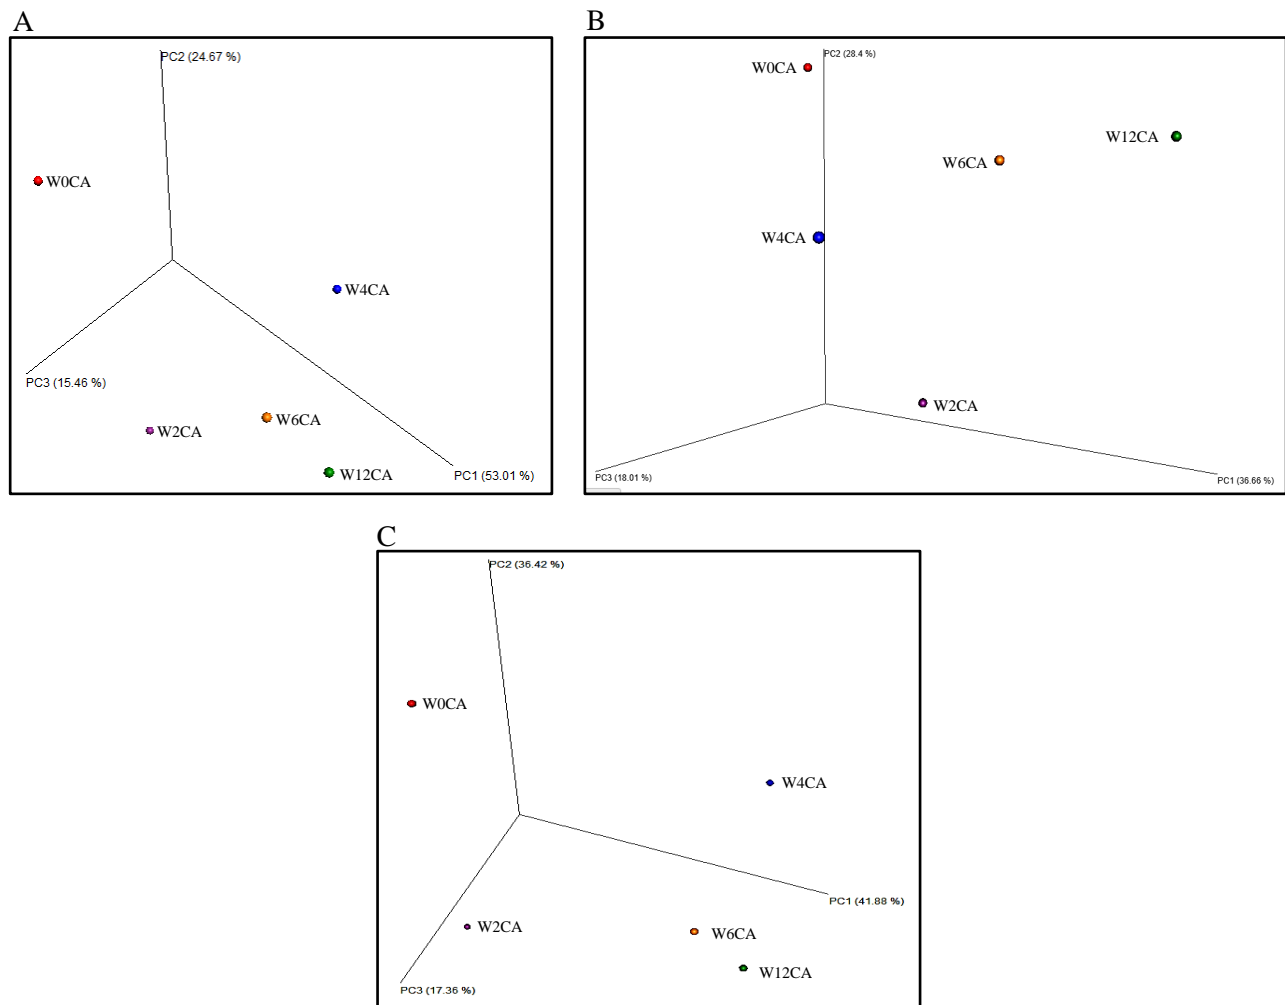 A
PC2 (24.67 %)
W0CA
W4CA
PC3 (15.46 %)
W2CA
W6CA
W12CA
PC1 (53.01 %)
B
PC2 (28.4 %)
W0CA
W12CA
W6CA
W4CA
W2CA
PC3 (18.01 %)
PC1 (36.66 %)
C
PC2 (36.42 %)
W0CA
W4CA
PC1 (41.88 %)
W2CA
W6CA
W12CA
PC3 (17.36 %)